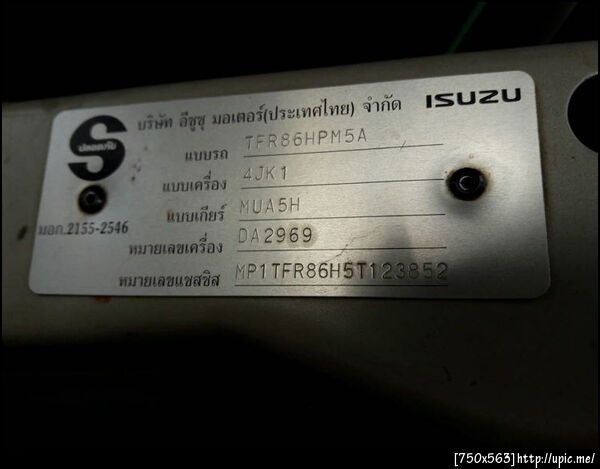 บริษัท อีซูซุ มอเตอร์(ประเทศไทย) จำกัด ISUZU
ปลอดภัย
แบบรถ TFR86HPM5A
แบบเครื่อง 4JK1
แบบเกียร์ MUA5H
มอก.2155-2546
หมายเลขเครื่อง DA2969
หมายเลขแชสซิส MP1TFR86H5T123852
[750x563]http://upic.me/